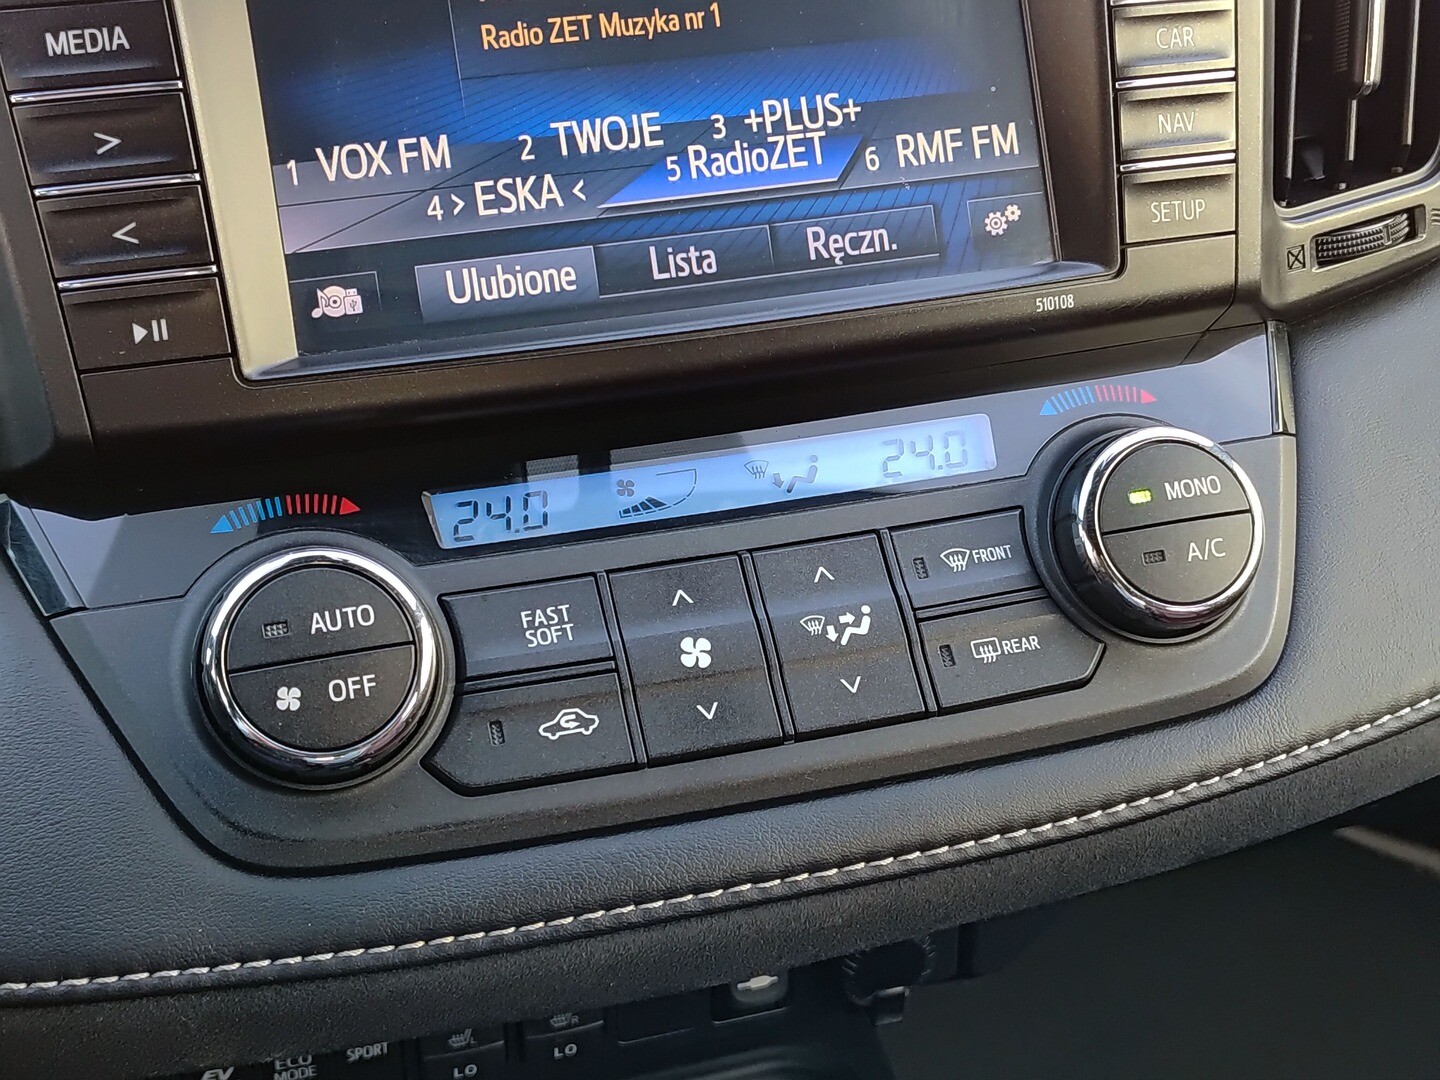 MEDIA
Radio ZET Muzyka nr 1
CAR
NAV
SETUP
1 VOX FM
2 TWOJE
3 +PLUS+
4 > ESKA <
5 RadioZET
6 RMF FM
Ulubione
Lista
Ręczn.
510108
24.0
24.0
AUTO
OFF
FAST
SOFT
FRONT
REAR
MONO
A/C
EV
ECO
MODE
SPORT
L
LO
R
LO